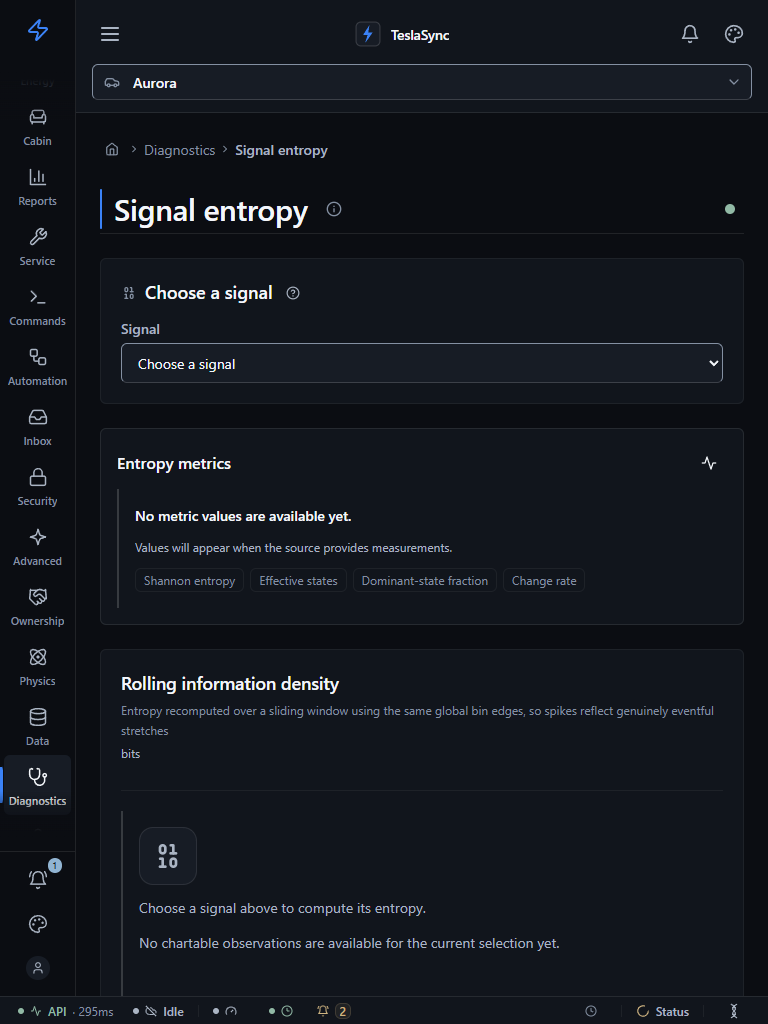 TeslaSync
Aurora
Cabin
Reports
Service
Commands
Automation
Inbox
Security
Advanced
Ownership
Physics
Data
Diagnostics
1
Diagnostics
Signal entropy
Signal entropy
01
10
Choose a signal
Signal
Choose a signal
Entropy metrics
No metric values are available yet.
Values will appear when the source provides measurements.
Shannon entropy
Effective states
Dominant-state fraction
Change rate
Rolling information density
Entropy recomputed over a sliding window using the same global bin edges, so spikes reflect genuinely eventful
stretches
bits
01
10
Choose a signal above to compute its entropy.
No chartable observations are available for the current selection yet.
API · 295ms
Idle
2
Status